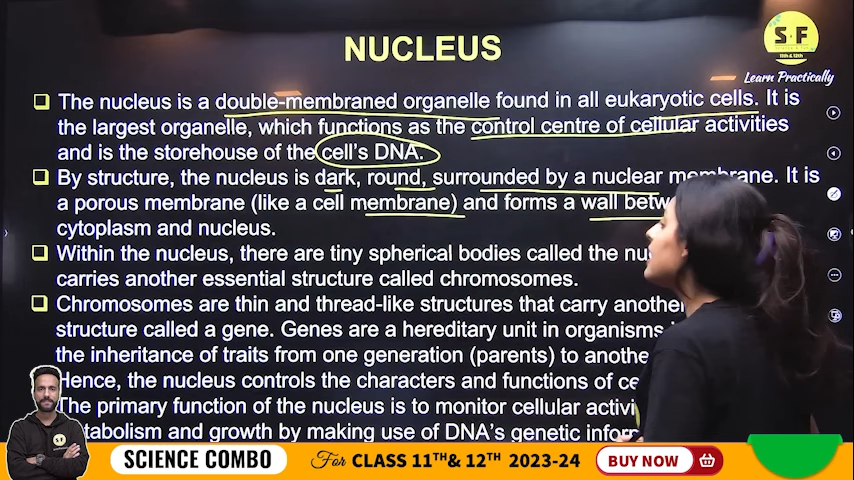 NUCLEUS
S F
11th & 12th
Learn Practically
❑ The nucleus is a double-membraned organelle found in all eukaryotic cells. It is
the largest organelle, which functions as the control centre of cellular activities
and is the storehouse of the cell's DNA.
❑ By structure, the nucleus is dark, round, surrounded by a nuclear membrane. It is
a porous membrane (like a cell membrane) and forms a wall
cytoplasm and nucleus.
❑ Within the nucleus, there are tiny spherical bodies called the
carries another essential structure called chromosomes.
❑ Chromosomes are thin and thread-like structures that carry another
structure called a gene. Genes are a hereditary unit in organisms
the inheritance of traits from one generation (parents) to
Hence, the nucleus controls the characters and functions of
The primary function of the nucleus is to monitor cellular
and growth by making use of DNA's genetic
SCIENCE COMBO For CLASS 11TH & 12TH 2023-24 BUY NOW